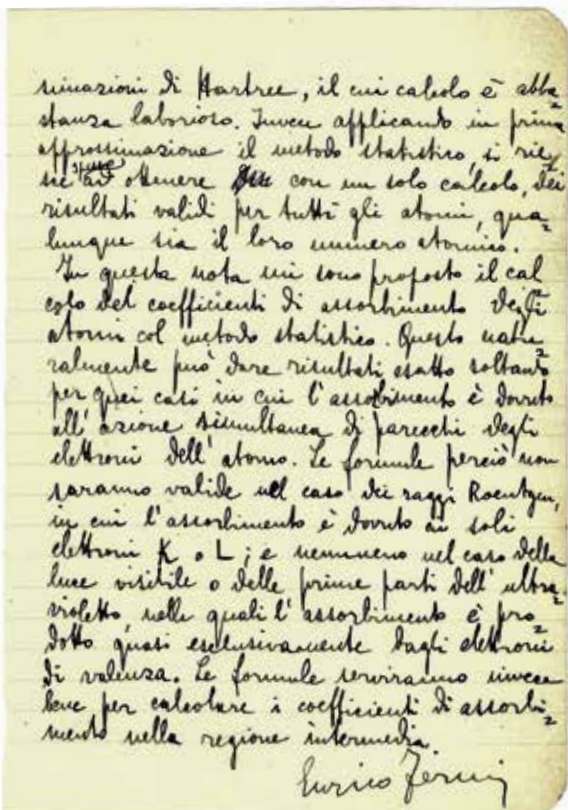 simazioni di Hartree, il cui calcolo è abba=
stanza laborioso. Invece applicando in prima
approssimazione il metodo statistico, si rie=
sce spesso ad ottenere con un solo calcolo, dei
risultati validi per tutti gli atomi, qua=
lunque sia il loro numero atomico.
In questa nota mi sono proposto il cal
colo del coefficienti di assorbimento degli
atomi col metodo statistico. Questo natu=
ralmente può dare risultati esatto soltanto
per quei casi in cui l'assorbimento è dovuto
all'azione simultanea di parecchi degli
elettroni dell'atomo. Le formule perciò non
saranno valide nel caso dei raggi Roentgen,
in cui l'assorbimento è dovuto ai soli
elettroni K o L; e nemmeno nel caso della
luce visibile o delle prime parti dell'ultra=
violetto, nelle quali l'assorbimento è pro=
dotto quasi esclusivamente dagli elettroni
di valenza. Le formule serviranno invece
bene per calcolare i coefficienti di assorbi=
mento nella regione intermedia.
Enrico Fermi